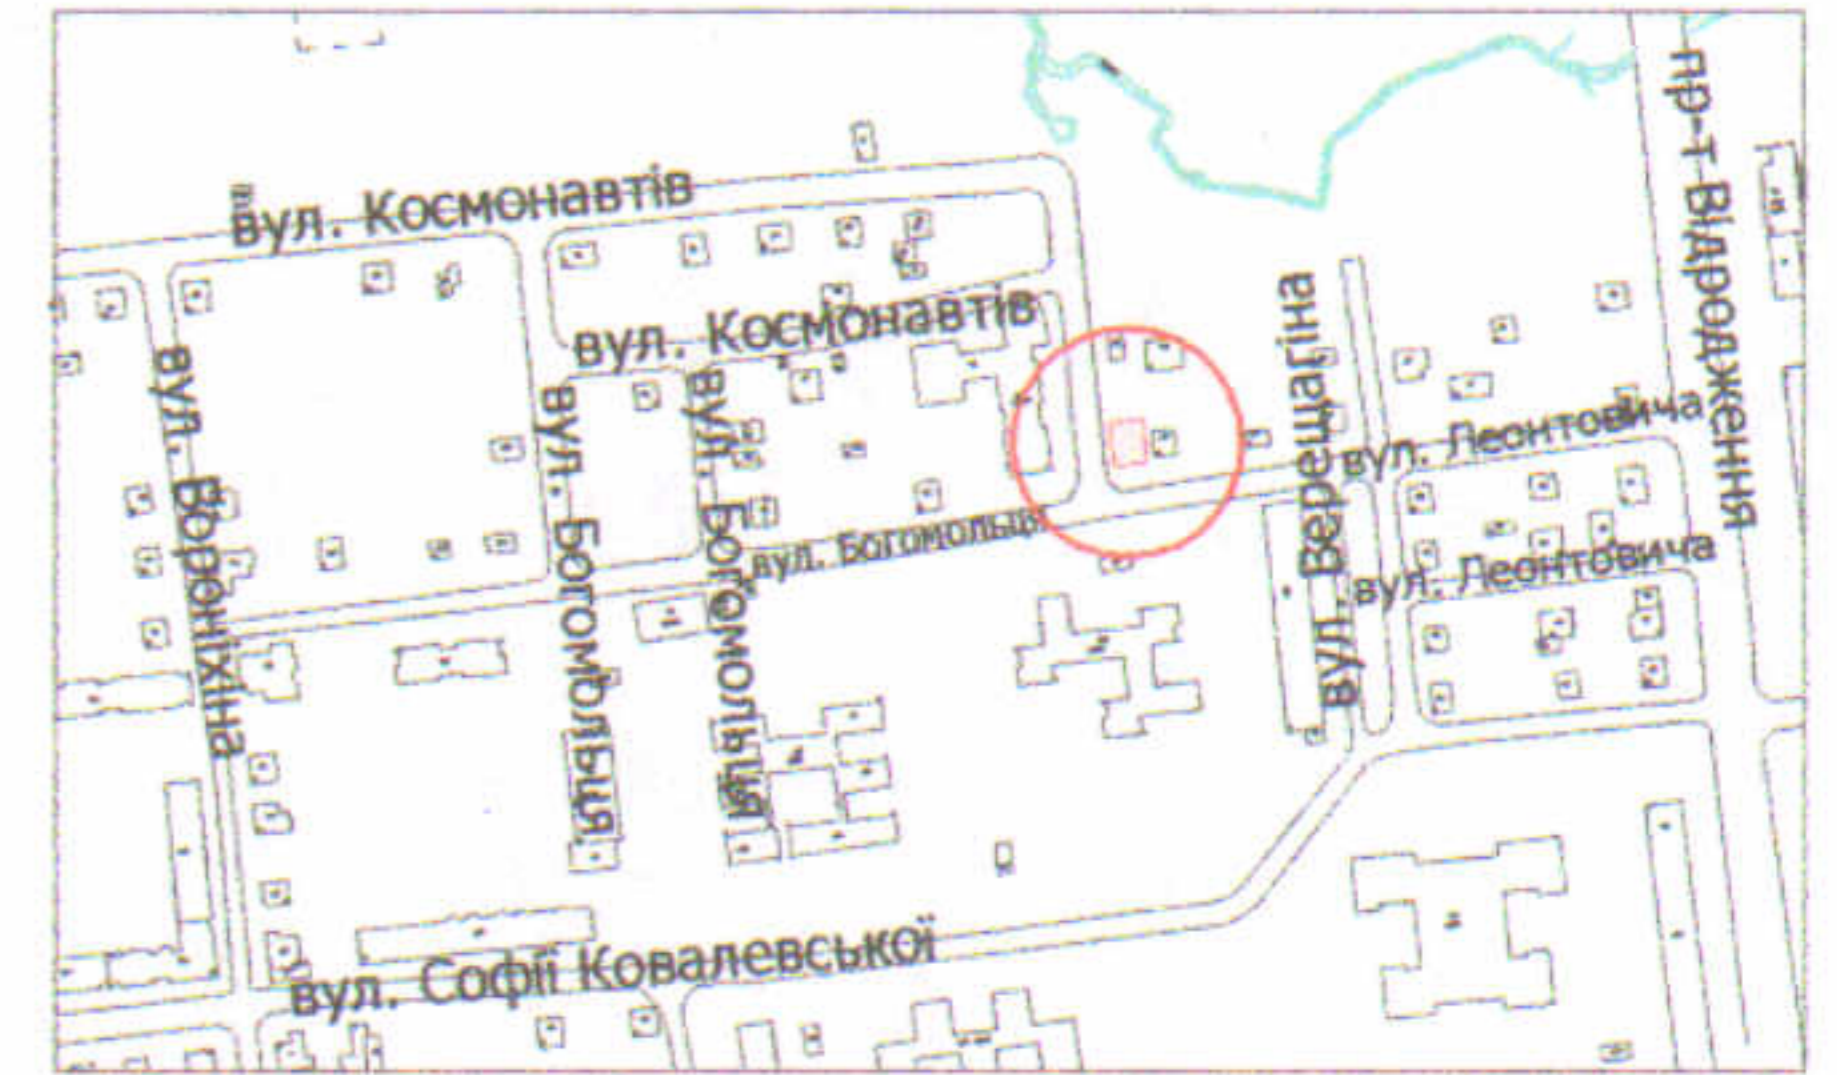 пр-т Відродження
вул. Космонавтів
вул. Космонавтів
вул. Верещагіна
вул. Леонтовича
вул. Вороніхіна
вул. Богомольця
вул. Богомольця
вул. Богомольця
вул. Леонтовича
вул. Софії Ковалевської